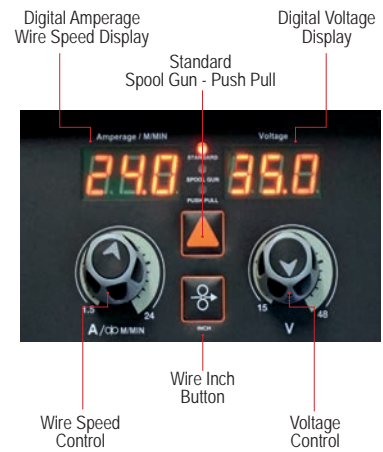 Digital Amperage
Wire Speed Display
Digital Voltage
Display
Standard
Spool Gun - Push Pull
Amperage / M/MIN
Voltage
STANDARD
SPOOL GUN
PUSH PULL
24.0
35.0
1.5
24
A/ M/MIN
15
48
V
INCH
Wire Inch
Button
Wire Speed
Control
Voltage
Control